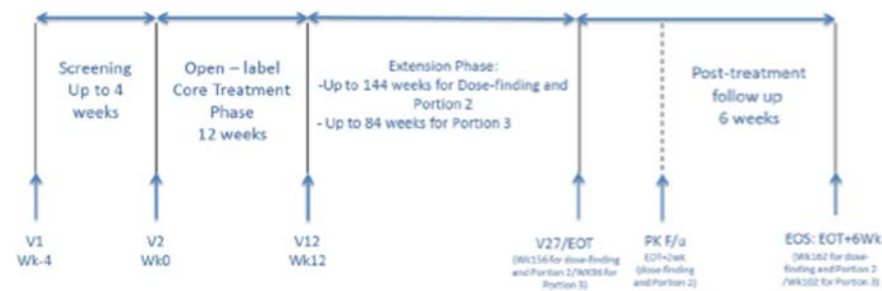 Screening
Up to 4
weeks
Open – label
Core Treatment
Phase
12 weeks
Extension Phase:
-Up to 144 weeks for Dose-finding and
Portion 2
- Up to 84 weeks for Portion 3
Post-treatment
follow up
6 weeks
V1
Wk-4
V2
Wk0
V12
Wk12
V27/EOT
(Wk156 for dose-finding
and Portion 2/Wk96 for
Portion 3)
PK F/u
EOT+2wk
(dose finding
and Portion 2)
EOS: EOT+6Wk
(Wk162 for dose-
finding and Portion 2
/Wk102 for Portion 3)